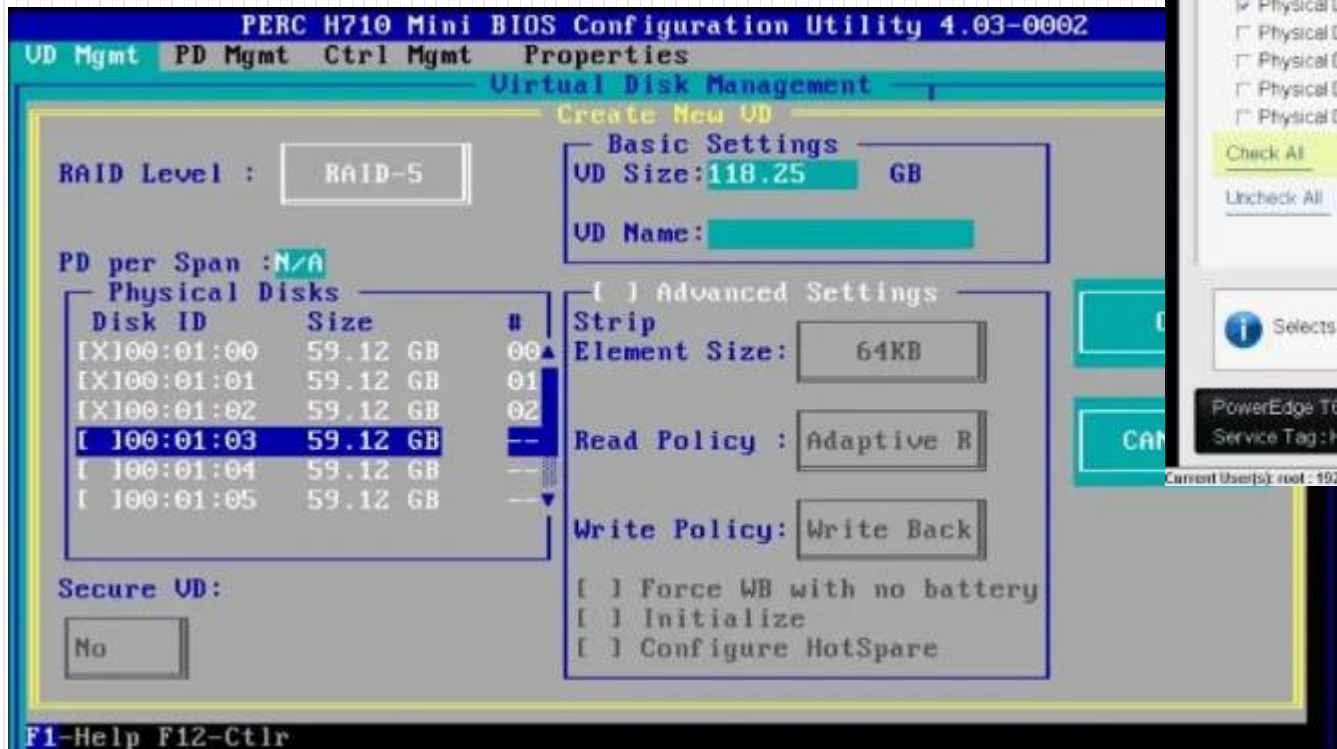 PERC H710 Mini BIOS Configuration Utility 4.03-0002
VD Mgmt PD Mgmt Ctrl Mgmt Properties
Virtual Disk Management
Create New VD
RAID Level : RAID-5
Basic Settings
VD Size:118.25 GB
VD Name:
PD per Span :N/A
Physical Disks
Disk ID Size #
[X]00:01:00 59.12 GB 00
[X]00:01:01 59.12 GB 01
[X]00:01:02 59.12 GB 02
[ ]00:01:03 59.12 GB --
[ ]00:01:04 59.12 GB --
[ ]00:01:05 59.12 GB --
Secure VD:
No
[ ] Advanced Settings
Strip
Element Size: 64KB
Read Policy : Adaptive R
Write Policy: Write Back
[ ] Force WB with no battery
[ ] Initialize
[ ] Configure HotSpare
CAN
F1-Help F12-Ctlr
Physical
Physical
Physical
Physical
Physical
Check All
Uncheck All
Selects
PowerEdge
Service Tag:
Current User(s): root : 192